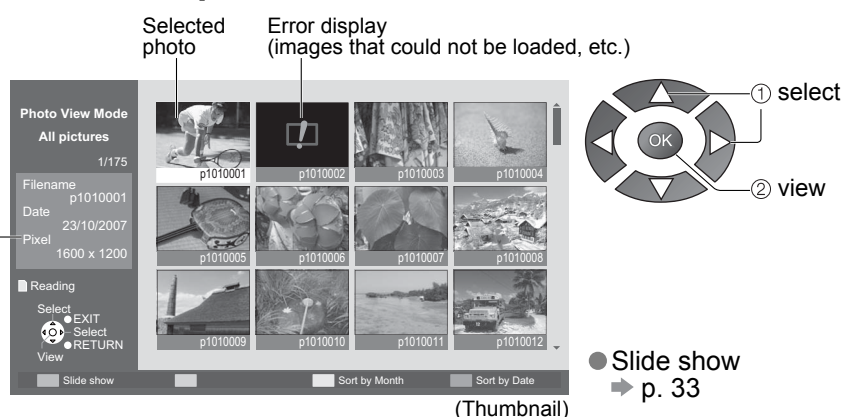 Selected
photo
Error display
(images that could not be loaded, etc.)
Photo View Mode
All pictures
1/175
Filename
p1010001
Date
23/10/2007
Pixel
1600 x 1200
Reading
Select
EXIT
Select
RETURN
View
p1010001
p1010002
p1010003
p1010004
p1010005
p1010006
p1010007
p1010008
p1010009
p1010010
p1010011
p1010012
Slide show
Sort by Month
Sort by Date
(Thumbnail)
OK
① select
② view
● Slide show
➡ p. 33